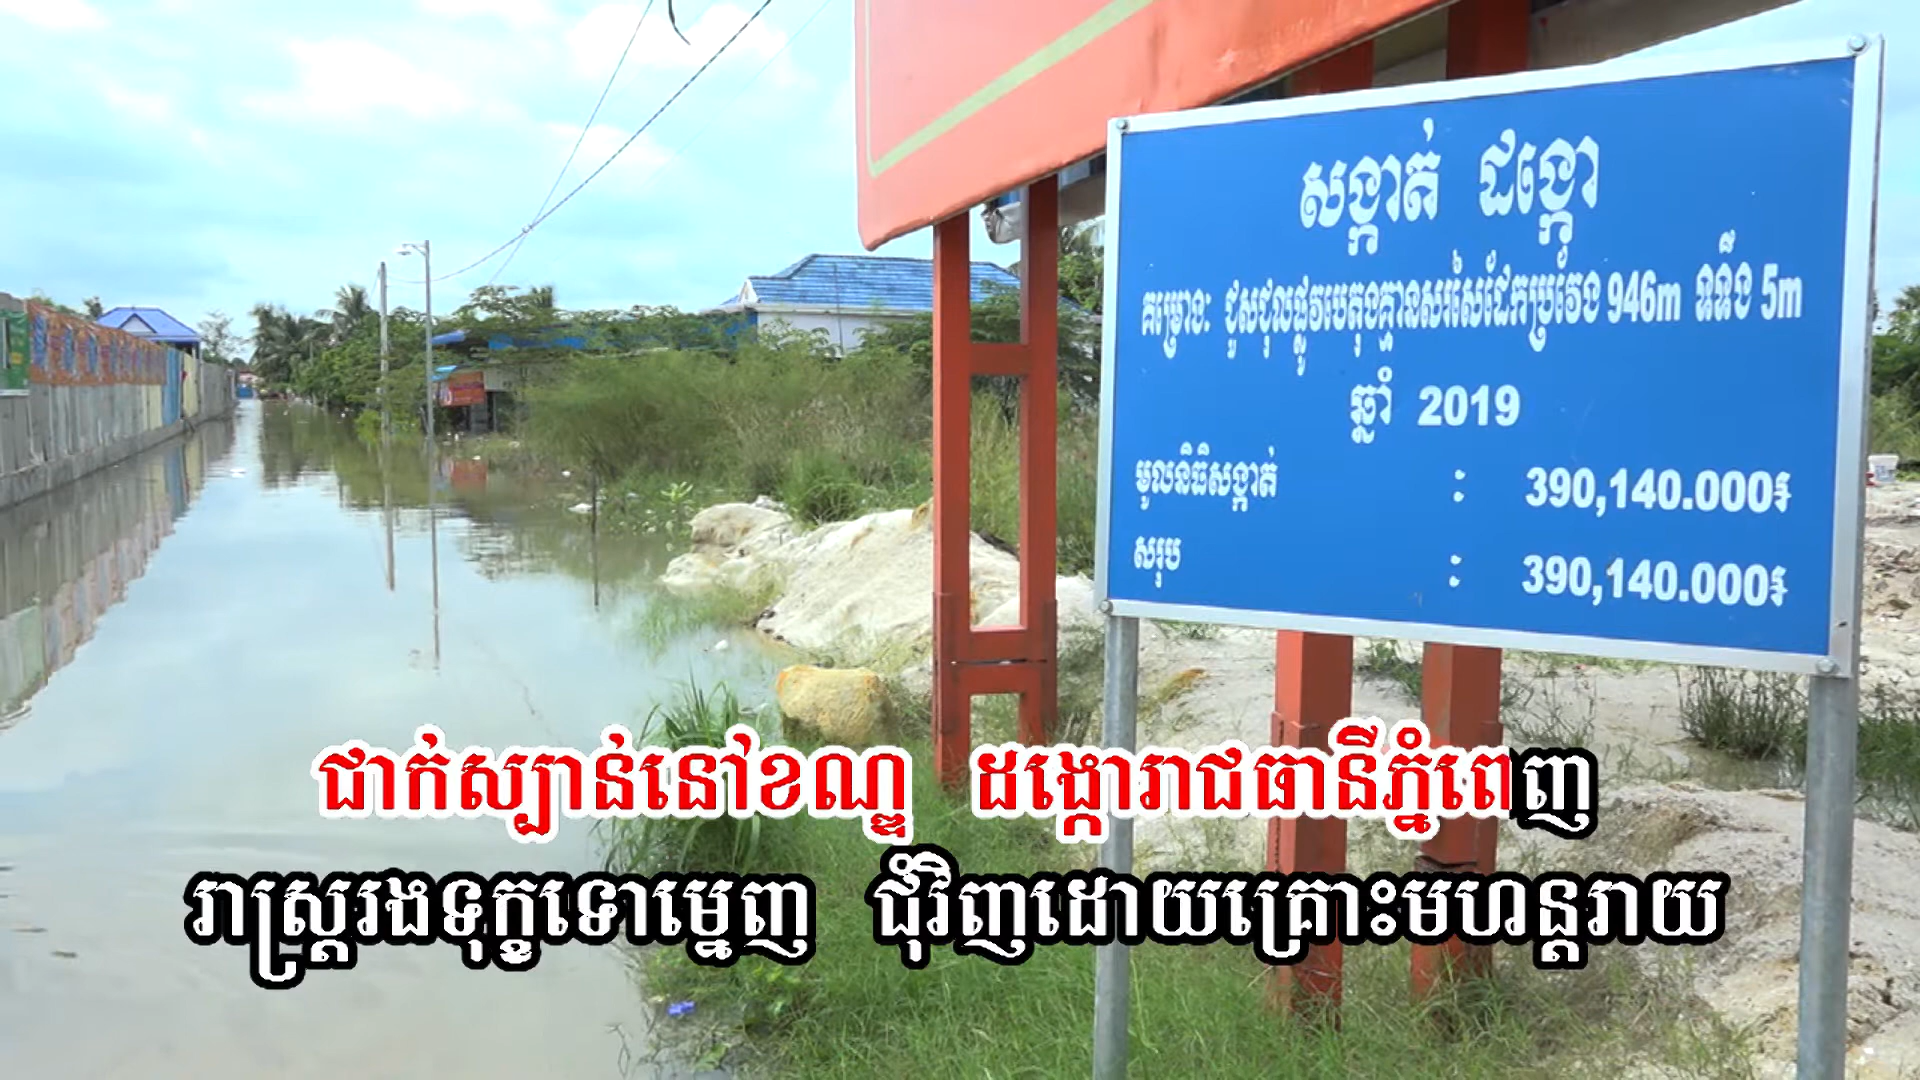 សង្កាត់ ដង្កោ
គម្រោង: ជួសជុលផ្លូវបេតុងគ្មានសរសៃដែកប្រវែង 946m ទទឹង 5m
ឆ្នាំ 2019
មូលនិធិសង្កាត់ : 390,140.000៛
សរុប : 390,140.000៛
ជាក់ស្បាន់នៅខណ្ឌ ដង្កោរាជធានីភ្នំពេញ
រាស្ត្ររងទុក្ខទោម្នេញ ជុំវិញដោយគ្រោះមហន្តរាយ